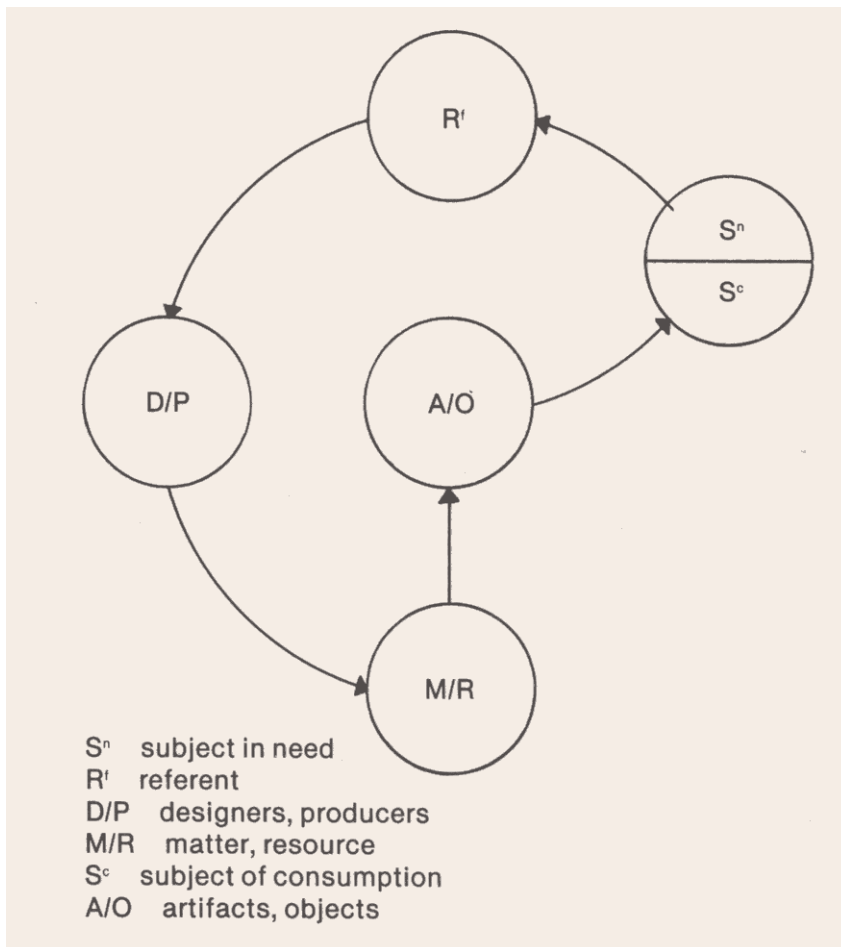 Rᶠ
Sⁿ
Sᶜ
D/P
A/O
M/R
Sⁿ subject in need
Rᶠ referent
D/P designers, producers
M/R matter, resource
Sᶜ subject of consumption
A/O artifacts, objects